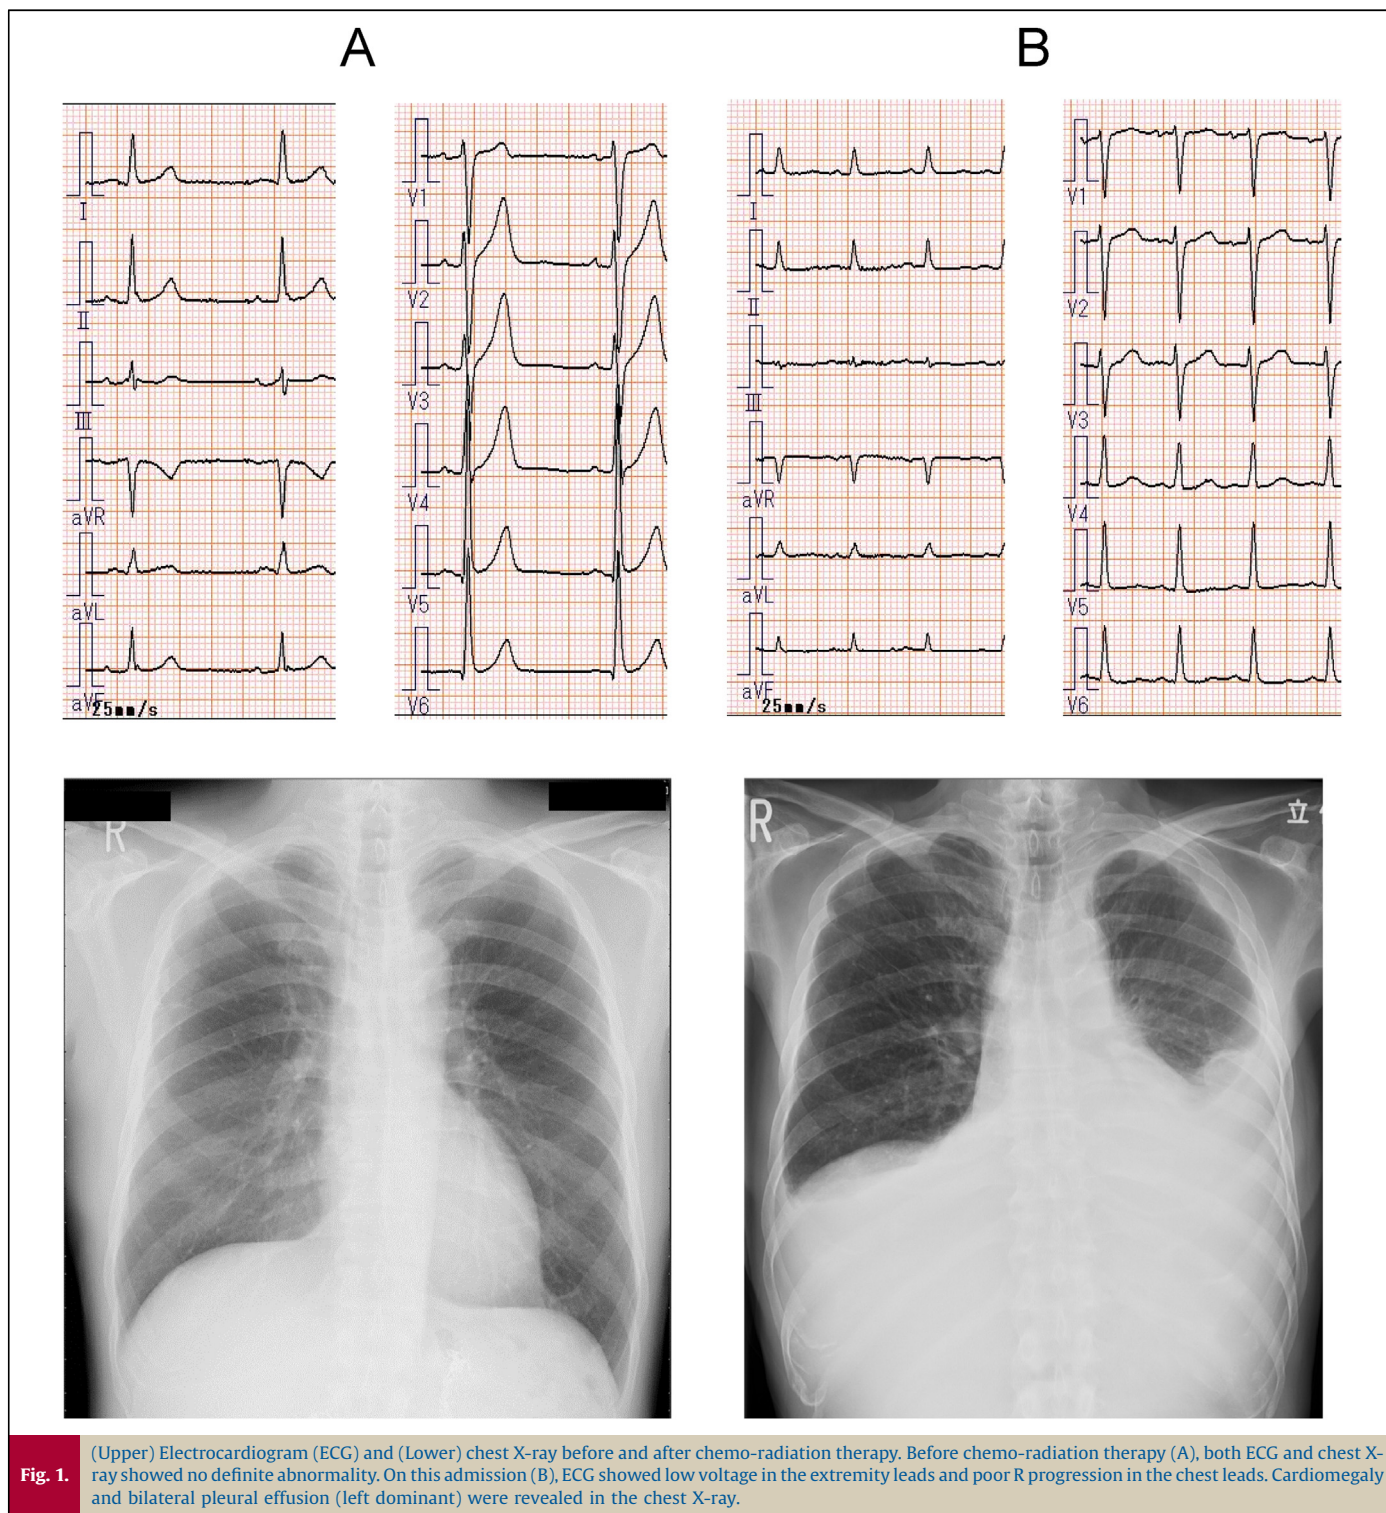 A
B
I
II
III
aVR
aVL
aVF
25mm/s
V1
V2
V3
V4
V5
V6
I
II
III
aVR
aVL
aVF
25mm/s
V1
V2
V3
V4
V5
V6
R
R
立
Fig. 1.
(Upper) Electrocardiogram (ECG) and (Lower) chest X-ray before and after chemo-radiation therapy. Before chemo-radiation therapy (A), both ECG and chest X-
ray showed no definite abnormality. On this admission (B), ECG showed low voltage in the extremity leads and poor R progression in the chest leads. Cardiomegaly
and bilateral pleural effusion (left dominant) were revealed in the chest X-ray.